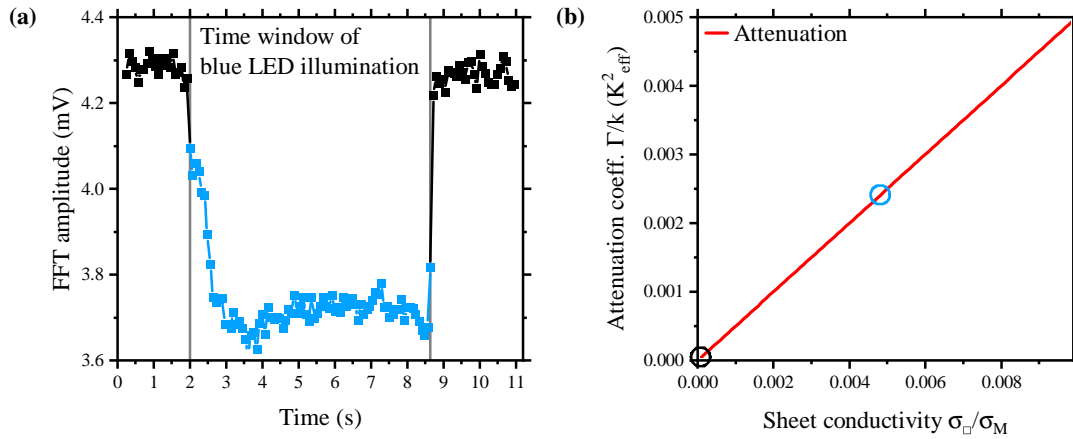 (a)
Time window of
blue LED illumination
FFT amplitude (mV)
4.4
4.2
4.0
3.8
3.6
0 1 2 3 4 5 6 7 8 9 10 11
Time (s)
(b)
Attenuation
Attenuation coeff. Γ/k (K²eff)
0.005
0.004
0.003
0.002
0.001
0.000
0.000 0.002 0.004 0.006 0.008
Sheet conductivity σ□/σM